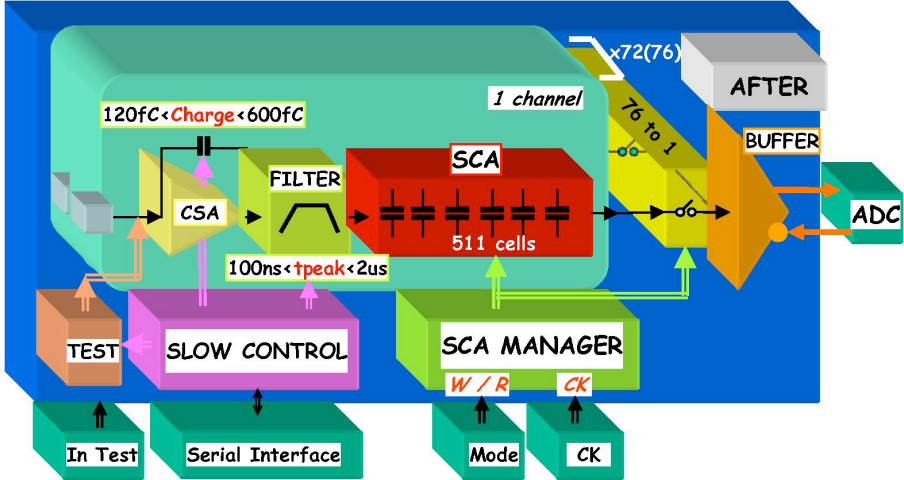 x72(76)
AFTER
1 channel
76 to 1
120fC<Charge<600fC
BUFFER
SCA
FILTER
CSA
ADC
511 cells
100ns<tpeak<2us
TEST
SLOW CONTROL
SCA MANAGER
W / R
CK
In Test
Serial Interface
Mode
CK